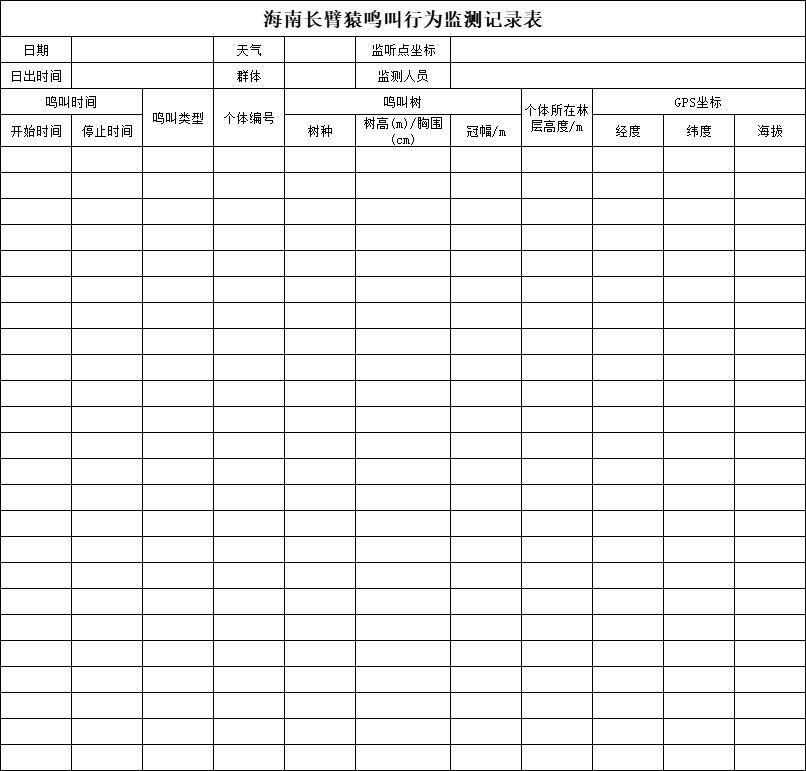 海南长臂猿鸣叫行为监测记录表
日期 天气 监听点坐标
日出时间 群体 监测人员
鸣叫时间 鸣叫类型 个体编号 鸣叫树 个体所在林
层高度/m GPS坐标
开始时间 停止时间 树种 树高(m)/胸围
(cm) 冠幅/m 经度 纬度 海拔